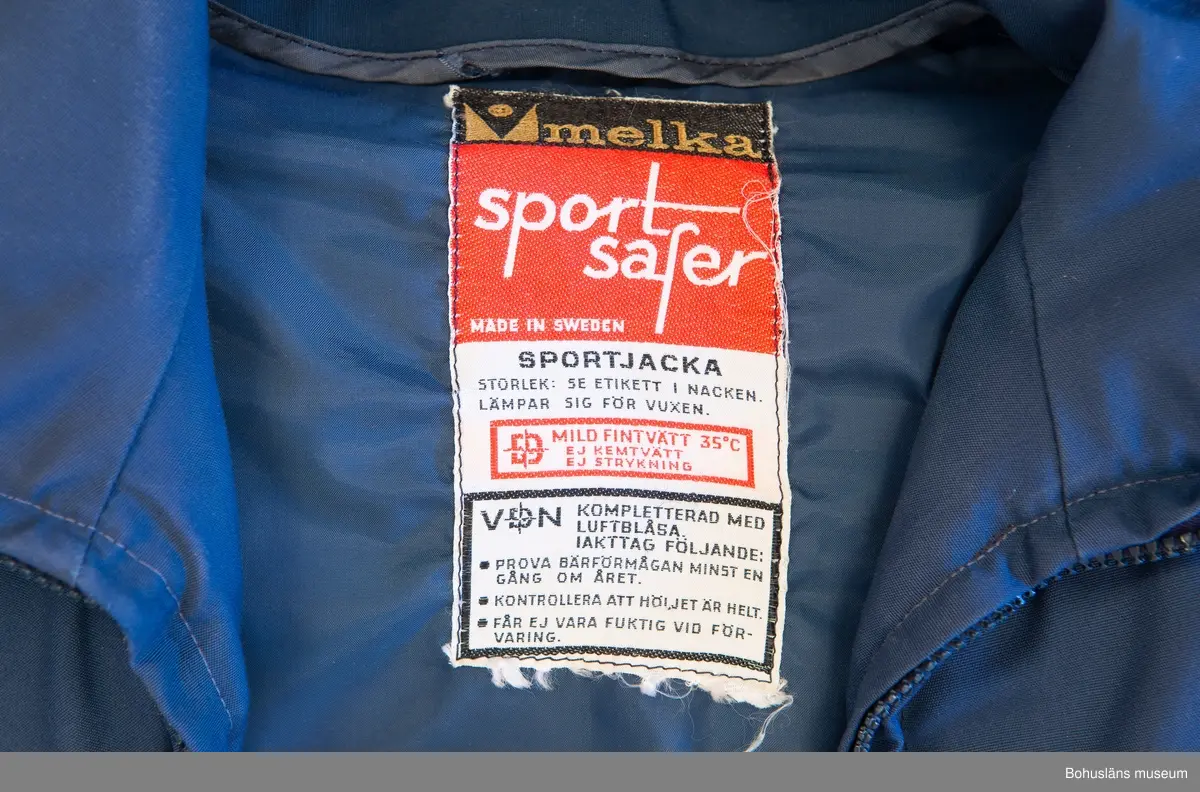 melka
sport
safer
MADE IN SWEDEN
SPORTJACKA
STORLEK: SE ETIKETT I NACKEN.
LÄMPAR SIG FÖR VUXEN.
MILD FINTVÄTT 35°C
EJ KEMTVÄTT
EJ STRYKNING
VDN KOMPLETTERAD MED
LUFTBLÅSA.
IAKTTAG FÖLJANDE:
• PROVA BÄRFÖRMÅGAN MINST EN
GÅNG OM ÅRET.
• KONTROLLERA ATT HÖLJET ÄR HELT.
• FÅR EJ VARA FUKTIG VID FÖR-
VARING.
Bohusläns museum